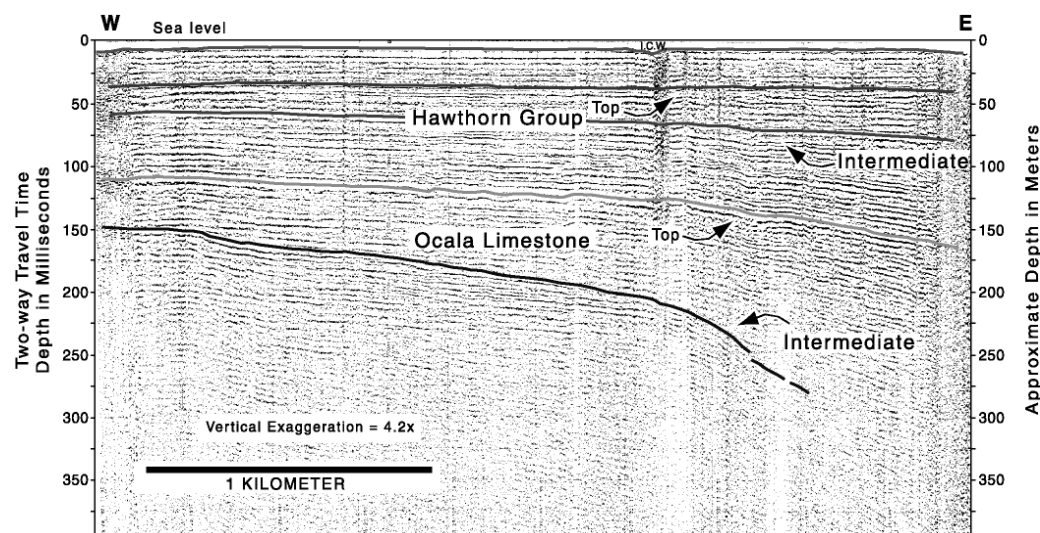 W
Sea level
E
I.C.W
0
50
100
150
200
250
300
350
Two-way Travel Time
Depth in Milliseconds
0
50
100
150
200
250
300
350
Approximate Depth in Meters
Top
Hawthorn Group
Intermediate
Top
Ocala Limestone
Intermediate
Vertical Exaggeration = 4.2x
1 KILOMETER